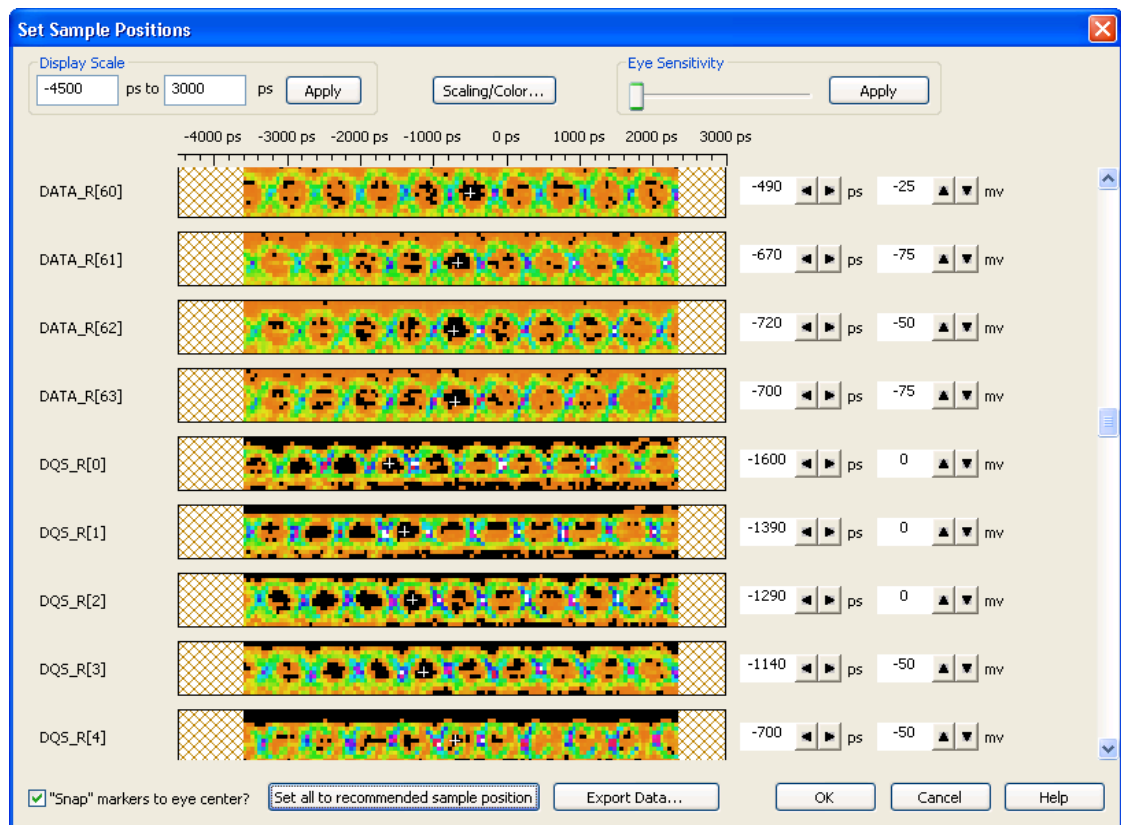 Set Sample Positions
Display Scale
Eye Sensitivity
-4500 ps to 3000 ps Apply Scaling/Color... Apply
-4000 ps -3000 ps -2000 ps -1000 ps 0 ps 1000 ps 2000 ps 3000 ps
DATA_R[60] -490 ps -25 mv
DATA_R[61] -670 ps -75 mv
DATA_R[62] -720 ps -50 mv
DATA_R[63] -700 ps -75 mv
DQS_R[0] -1600 ps 0 mv
DQS_R[1] -1390 ps 0 mv
DQS_R[2] -1290 ps 0 mv
DQS_R[3] -1140 ps -50 mv
DQS_R[4] -700 ps -50 mv
"Snap" markers to eye center? Set all to recommended sample position Export Data... OK Cancel Help